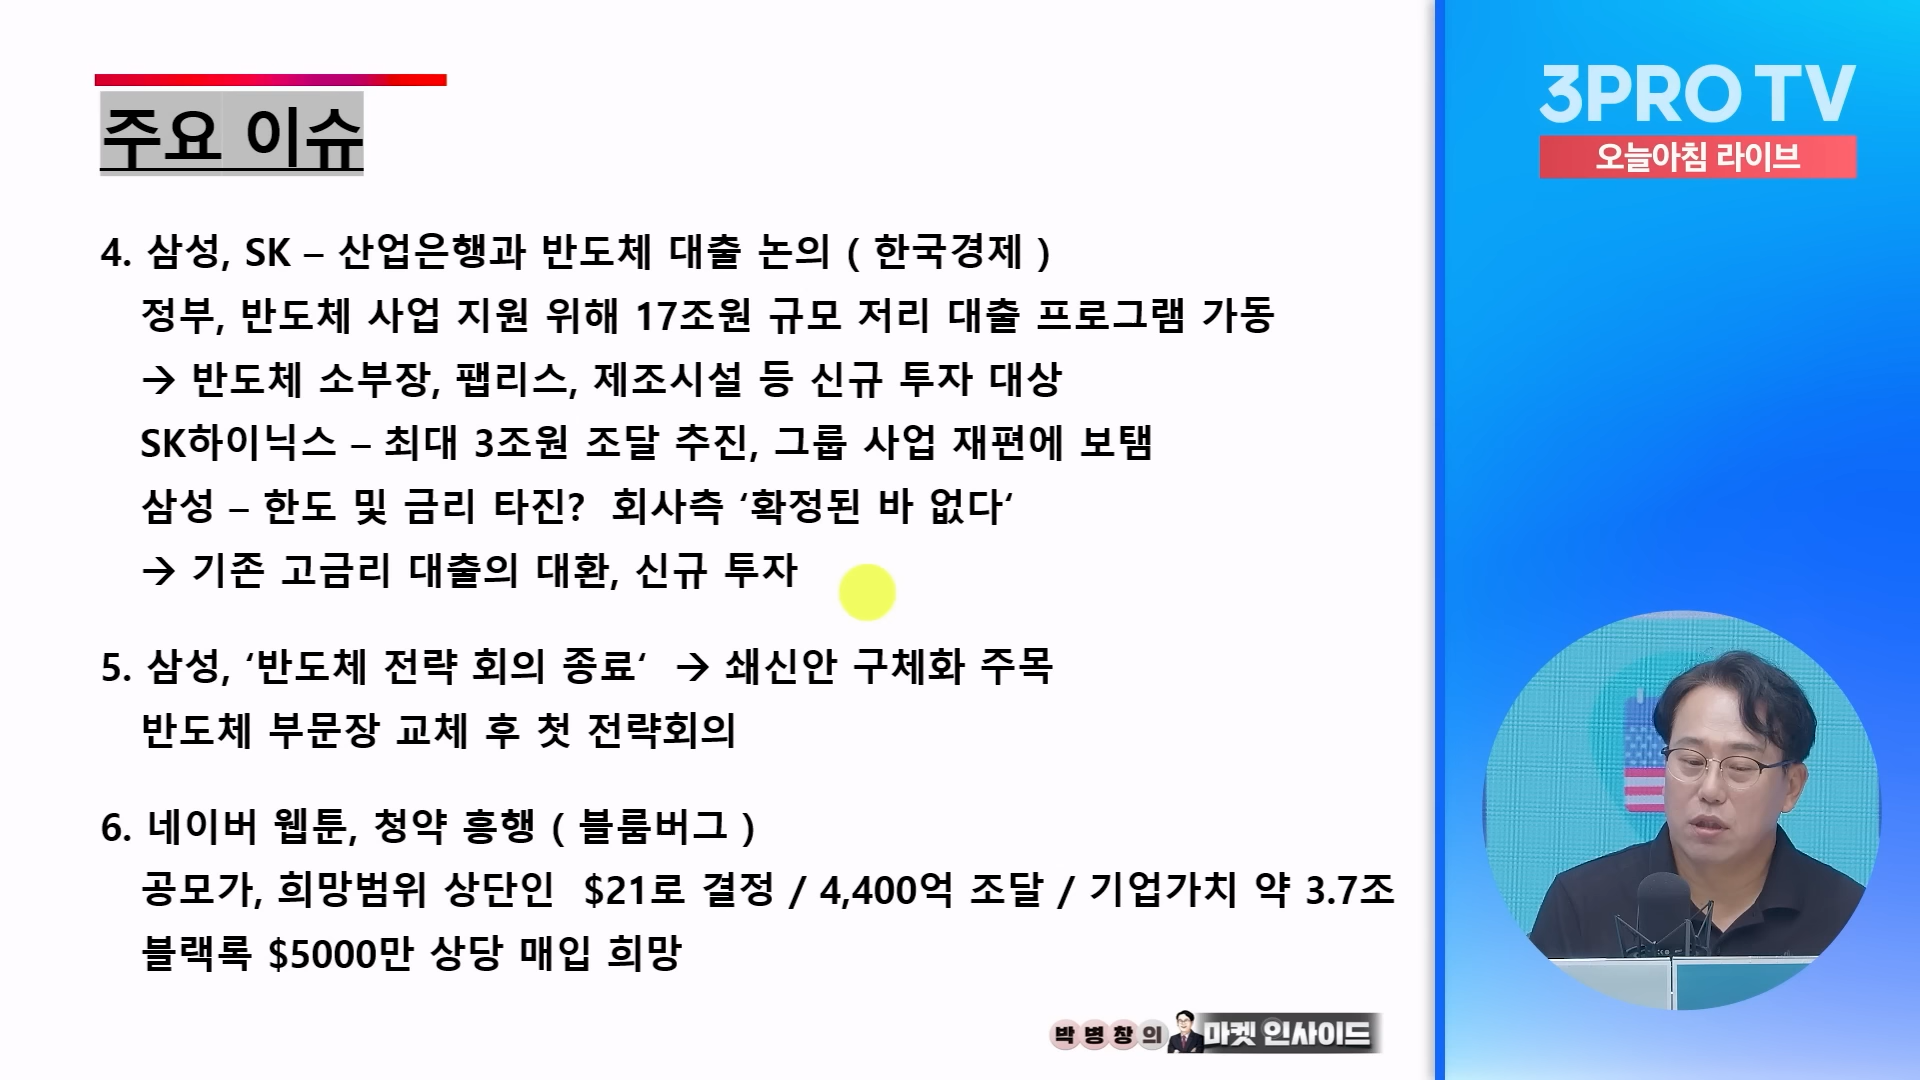 주요 이슈
4. 삼성, SK – 산업은행과 반도체 대출 논의 ( 한국경제 )
정부, 반도체 사업 지원 위해 17조원 규모 저리 대출 프로그램 가동
→ 반도체 소부장, 팹리스, 제조시설 등 신규 투자 대상
SK하이닉스 – 최대 3조원 조달 추진, 그룹 사업 재편에 보탬
삼성 – 한도 및 금리 타진?  회사측 ‘확정된 바 없다‘
→ 기존 고금리 대출의 대환, 신규 투자
5. 삼성, ‘반도체 전략 회의 종료‘  → 쇄신안 구체화 주목
반도체 부문장 교체 후 첫 전략회의
6. 네이버 웹툰, 청약 흥행 ( 블룸버그 )
공모가, 희망범위 상단인  $21로 결정 / 4,400억 조달 / 기업가치 약 3.7조
블랙록 $5000만 상당 매입 희망
박병창의 마켓 인사이드
3PRO TV
오늘아침 라이브